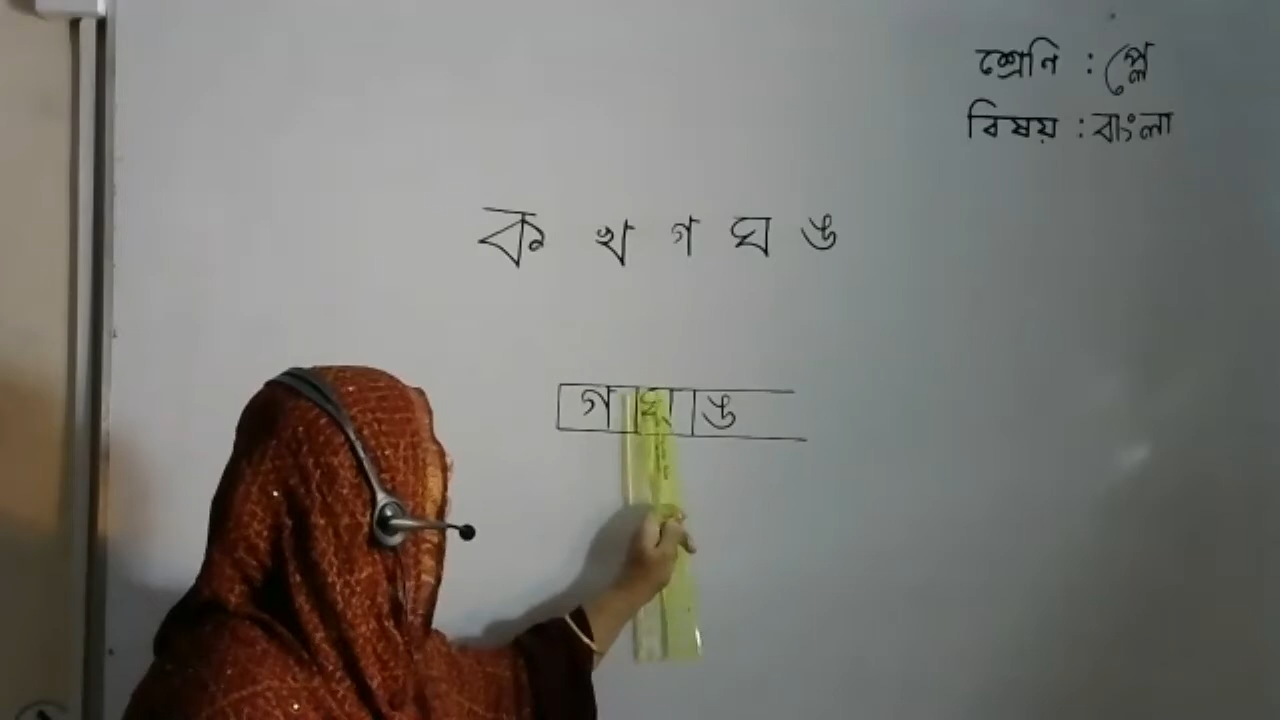 শ্রেণি : প্লে
বিষয় : বাংলা
ক খ গ ঘ ঙ
গ ঘ ঙ